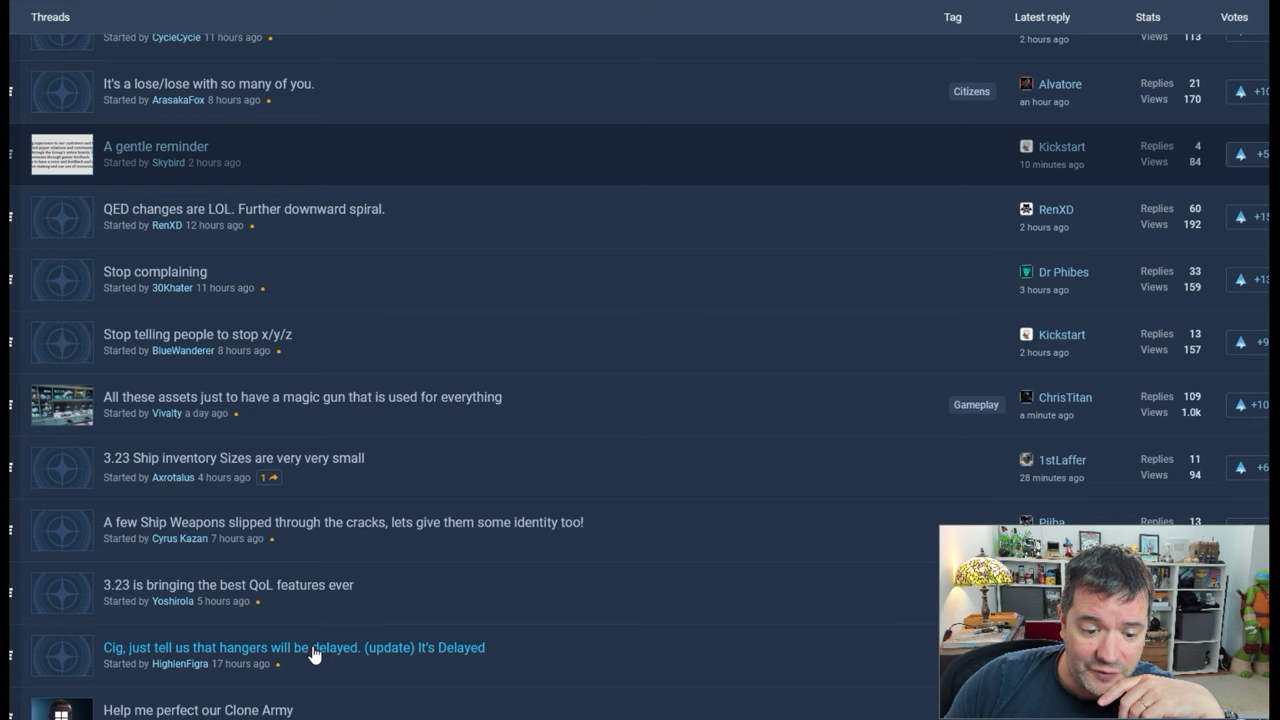 Threads Tag Latest reply Stats Votes
Started by CycleCycle 11 hours ago 2 hours ago Views 113
It's a lose/lose with so many of you. Citizens Alvatore Replies 21
Started by ArasakaFox 8 hours ago an hour ago Views 170 +10
A gentle reminder Kickstart Replies 4
Started by Skybird 2 hours ago 10 minutes ago Views 84 +5
QED changes are LOL. Further downward spiral. RenXD Replies 60
Started by RenXD 12 hours ago 2 hours ago Views 192 +15
Stop complaining Dr Phibes Replies 33
Started by 30Khater 11 hours ago 3 hours ago Views 159 +13
Stop telling people to stop x/y/z Kickstart Replies 13
Started by BlueWanderer 8 hours ago 2 hours ago Views 157 +9
All these assets just to have a magic gun that is used for everything Gameplay ChrisTitan Replies 109
Started by Vivalty a day ago a minute ago Views 1.0k +10
3.23 Ship inventory Sizes are very very small 1stLaffer Replies 11
Started by Axrotalus 4 hours ago 1 28 minutes ago Views 94 +6
A few Ship Weapons slipped through the cracks, lets give them some identity too! Replies 13
Started by Cyrus Kazan 7 hours ago
3.23 is bringing the best QoL features ever
Started by Yoshirola 5 hours ago
Cig, just tell us that hangers will be delayed. (update) It's Delayed
Started by HighlenFigra 17 hours ago
Help me perfect our Clone Army